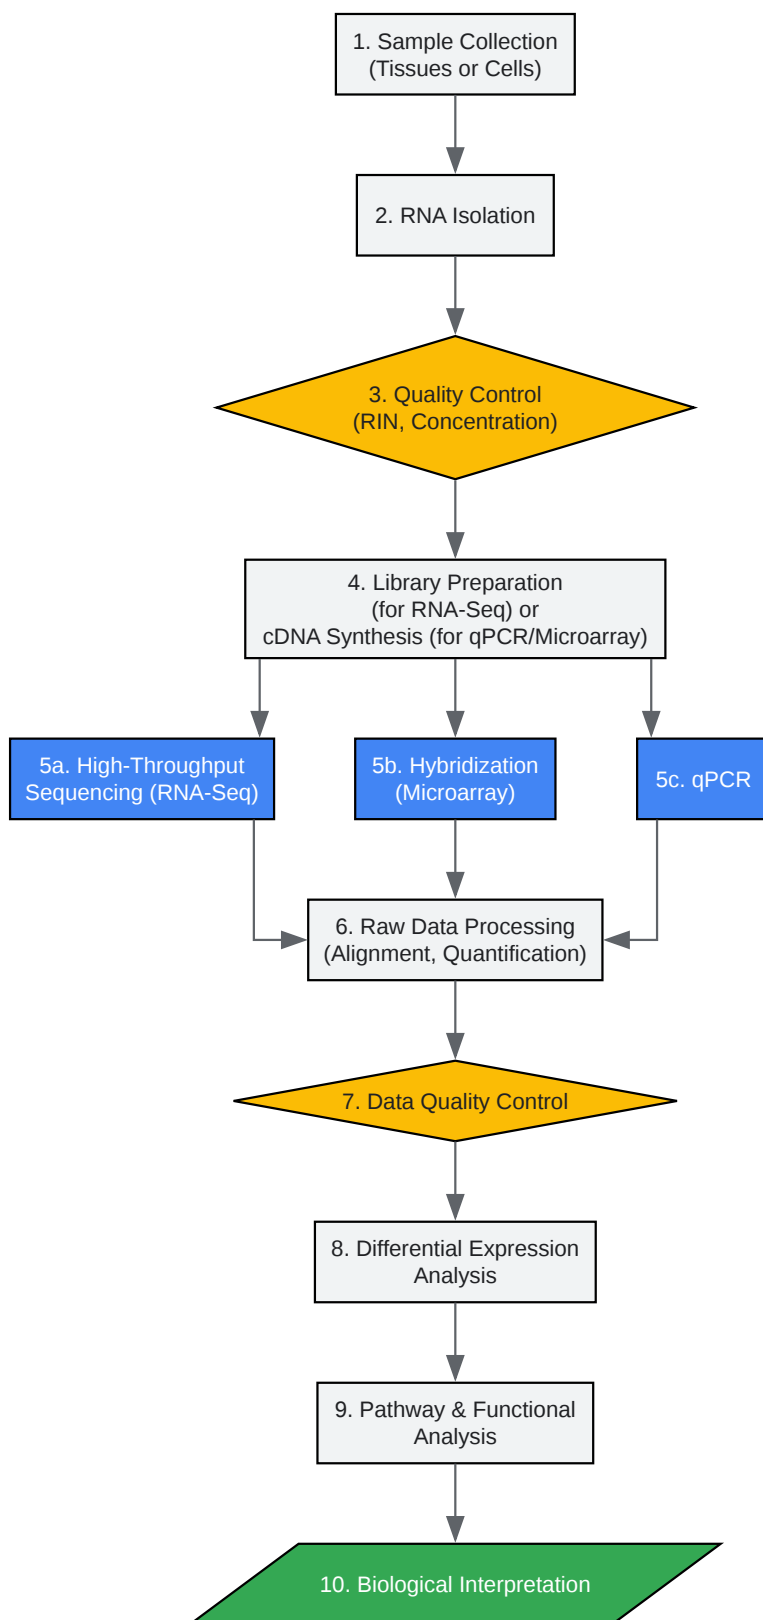 1. Sample Collection
(Tissues or Cells)
2. RNA Isolation
3. Quality Control
(RIN, Concentration)
4. Library Preparation
(for RNA-Seq) or
cDNA Synthesis (for qPCR/Microarray)
5a. High-Throughput
Sequencing (RNA-Seq)
5b. Hybridization
(Microarray)
5c. qPCR
6. Raw Data Processing
(Alignment, Quantification)
7. Data Quality Control
8. Differential Expression
Analysis
9. Pathway & Functional
Analysis
10. Biological Interpretation